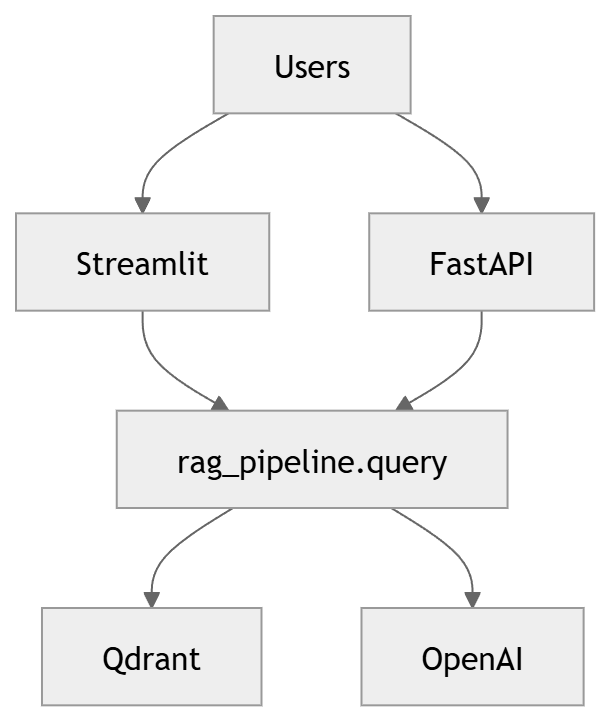 Users
Streamlit
FastAPI
rag_pipeline.query
Qdrant
OpenAI